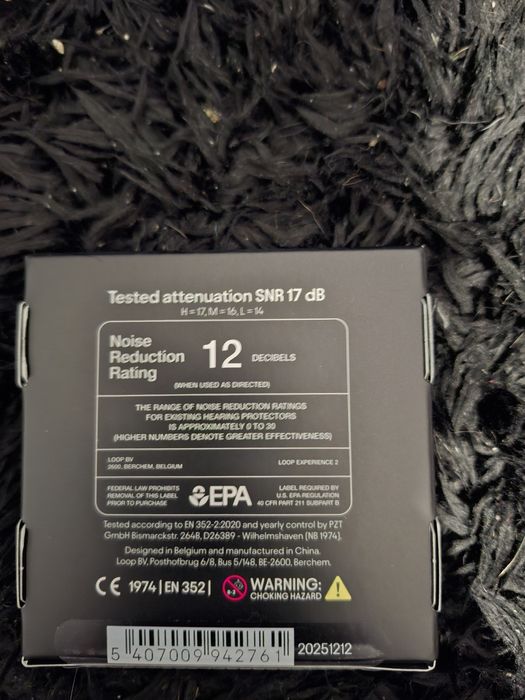 Tested attenuation SNR 17 dB
H=17, M=16, L=14
Noise
Reduction
Rating
12 DECIBELS
(WHEN USED AS DIRECTED)
THE RANGE OF NOISE REDUCTION RATINGS
FOR EXISTING HEARING PROTECTORS
IS APPROXIMATELY 0 TO 30
(HIGHER NUMBERS DENOTE GREATER EFFECTIVENESS)
LOOP BV
2600, BERCHEM, BELGIUM
LOOP EXPERIENCE 2
FEDERAL LAW PROHIBITS
REMOVAL OF THIS LABEL
PRIOR TO PURCHASE
EPA
LABEL REQUIRED BY
U.S. EPA REGULATION
40 CFR PART 211 SUBPART B
Tested according to EN 352-2:2020 and yearly control by PZT
GmbH Bismarckstr. 264B, D26389 - Wilhelmshaven (NB 1974).
Designed in Belgium and manufactured in China.
Loop BV, Posthofbrug 6/8, Bus 5/148, BE-2600, Berchem.
CE 1974 | EN 352 |
0-3
WARNING:
CHOKING HAZARD
5 407009 942761
20251212